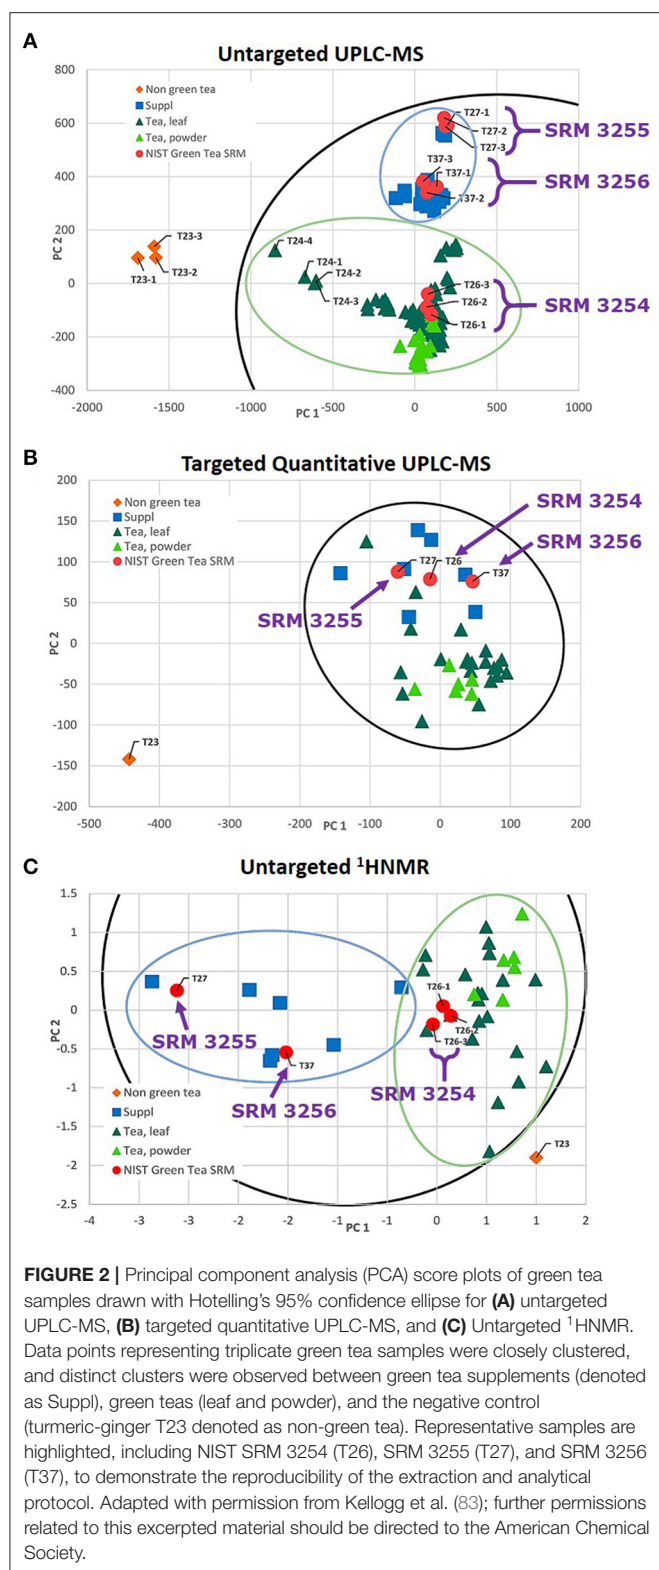 A
Untargeted UPLC-MS
800
600
400
200
0
-200
-400
PC 2
-2000
-1500
-1000
-500
0
500
1000
PC 1
Non green tea
Suppl
Tea, leaf
Tea, powder
NIST Green Tea SRM
T27-1
T27-2
T27-3
SRM 3255
T37-3
T37-1
T37-2
SRM 3256
T23-3
T23-2
T23-1
T24-4
T24-1
T24-2
T24-3
T26-3
T26-2
T26-1
SRM 3254
B
Targeted Quantitative UPLC-MS
200
150
100
50
0
-50
-100
-150
-200
PC 2
-500
-400
-300
-200
PC 1
-100
0
100
200
Non green tea
Suppl
Tea, leaf
Tea, powder
NIST Green Tea SRM
SRM 3254
SRM 3256
SRM 3255
T27
T26
T37
T23
C
Untargeted ¹HNMR
1.5
1
0.5
0
-0.5
-1
-1.5
-2
-2.5
PC 2
-4
-3
-3
-2
-2
-1
-1
PC 1
0
1
1
2
2
T27
SRM 3255
T37
SRM 3256
T26-1
T26-2
T26-3
SRM 3254
T23
Non green tea
Suppl
Tea, leaf
Tea, powder
NIST Green Tea SRM
FIGURE 2 | Principal component analysis (PCA) score plots of green tea
samples drawn with Hotelling's 95% confidence ellipse for (A) untargeted
UPLC-MS, (B) targeted quantitative UPLC-MS, and (C) Untargeted ¹HNMR.
Data points representing triplicate green tea samples were closely clustered,
and distinct clusters were observed between green tea supplements (denoted
as Suppl), green teas (leaf and powder), and the negative control
(turmeric-ginger T23 denoted as non-green tea). Representative samples are
highlighted, including NIST SRM 3254 (T26), SRM 3255 (T27), and SRM 3256
(T37), to demonstrate the reproducibility of the extraction and analytical
protocol. Adapted with permission from Kellogg et al. (83); further permissions
related to this excerpted material should be directed to the American Chemical
Society.